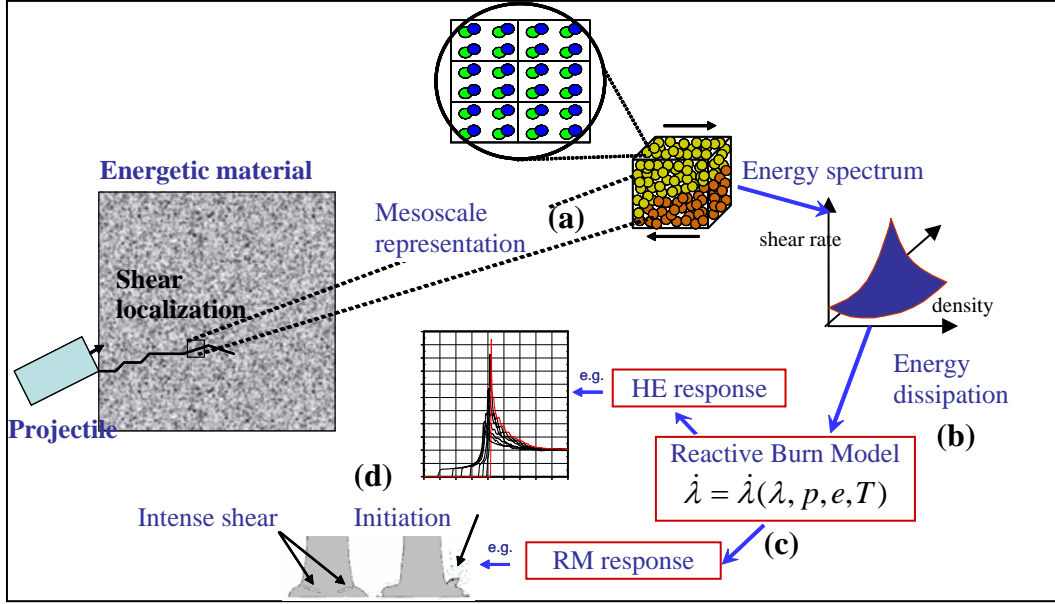 Energetic material
Mesoscale
representation
(a)
Energy spectrum
shear rate
density
Shear
localization
Projectile
Energy
dissipation
(b)
e.g.
HE response
Reactive Burn Model
λ̇ = λ̇(λ, p, e, T)
(c)
(d)
Intense shear
Initiation
e.g.
RM response